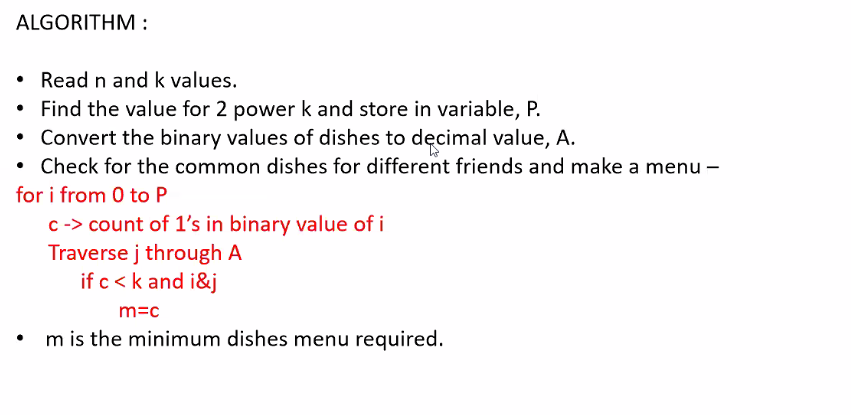 ALGORITHM :
• Read n and k values.
• Find the value for 2 power k and store in variable, P.
• Convert the binary values of dishes to decimal value, A.
• Check for the common dishes for different friends and make a menu –
for i from 0 to P
c -> count of 1’s in binary value of i
Traverse j through A
if c < k and i&j
m=c
• m is the minimum dishes menu required.